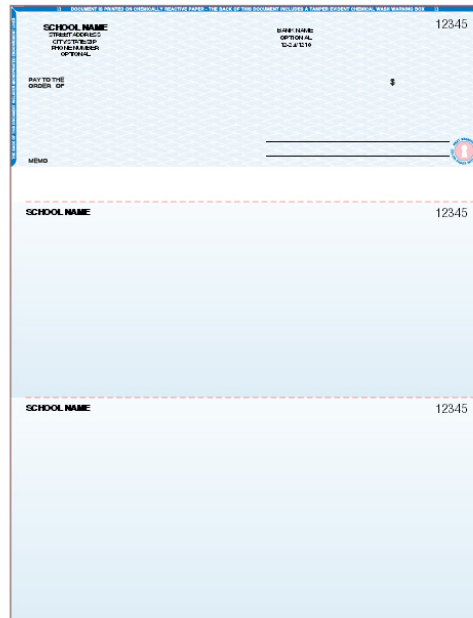 DOCUMENT IS PRINTED ON CHEMICALLY REACTIVE PAPER - THE BACK OF THIS DOCUMENT INCLUDES A TAMPER EVIDENT CHEMICAL WASH WARNING BOX
SCHOOL NAME
STREET ADDRESS
CITY STATE ZIP
PHONE NUMBER
OPTIONAL
BANK NAME
OPTIONAL
12345
PAY TO THE
ORDER OF
$
MEMO
SCHOOL NAME
12345
SCHOOL NAME
12345